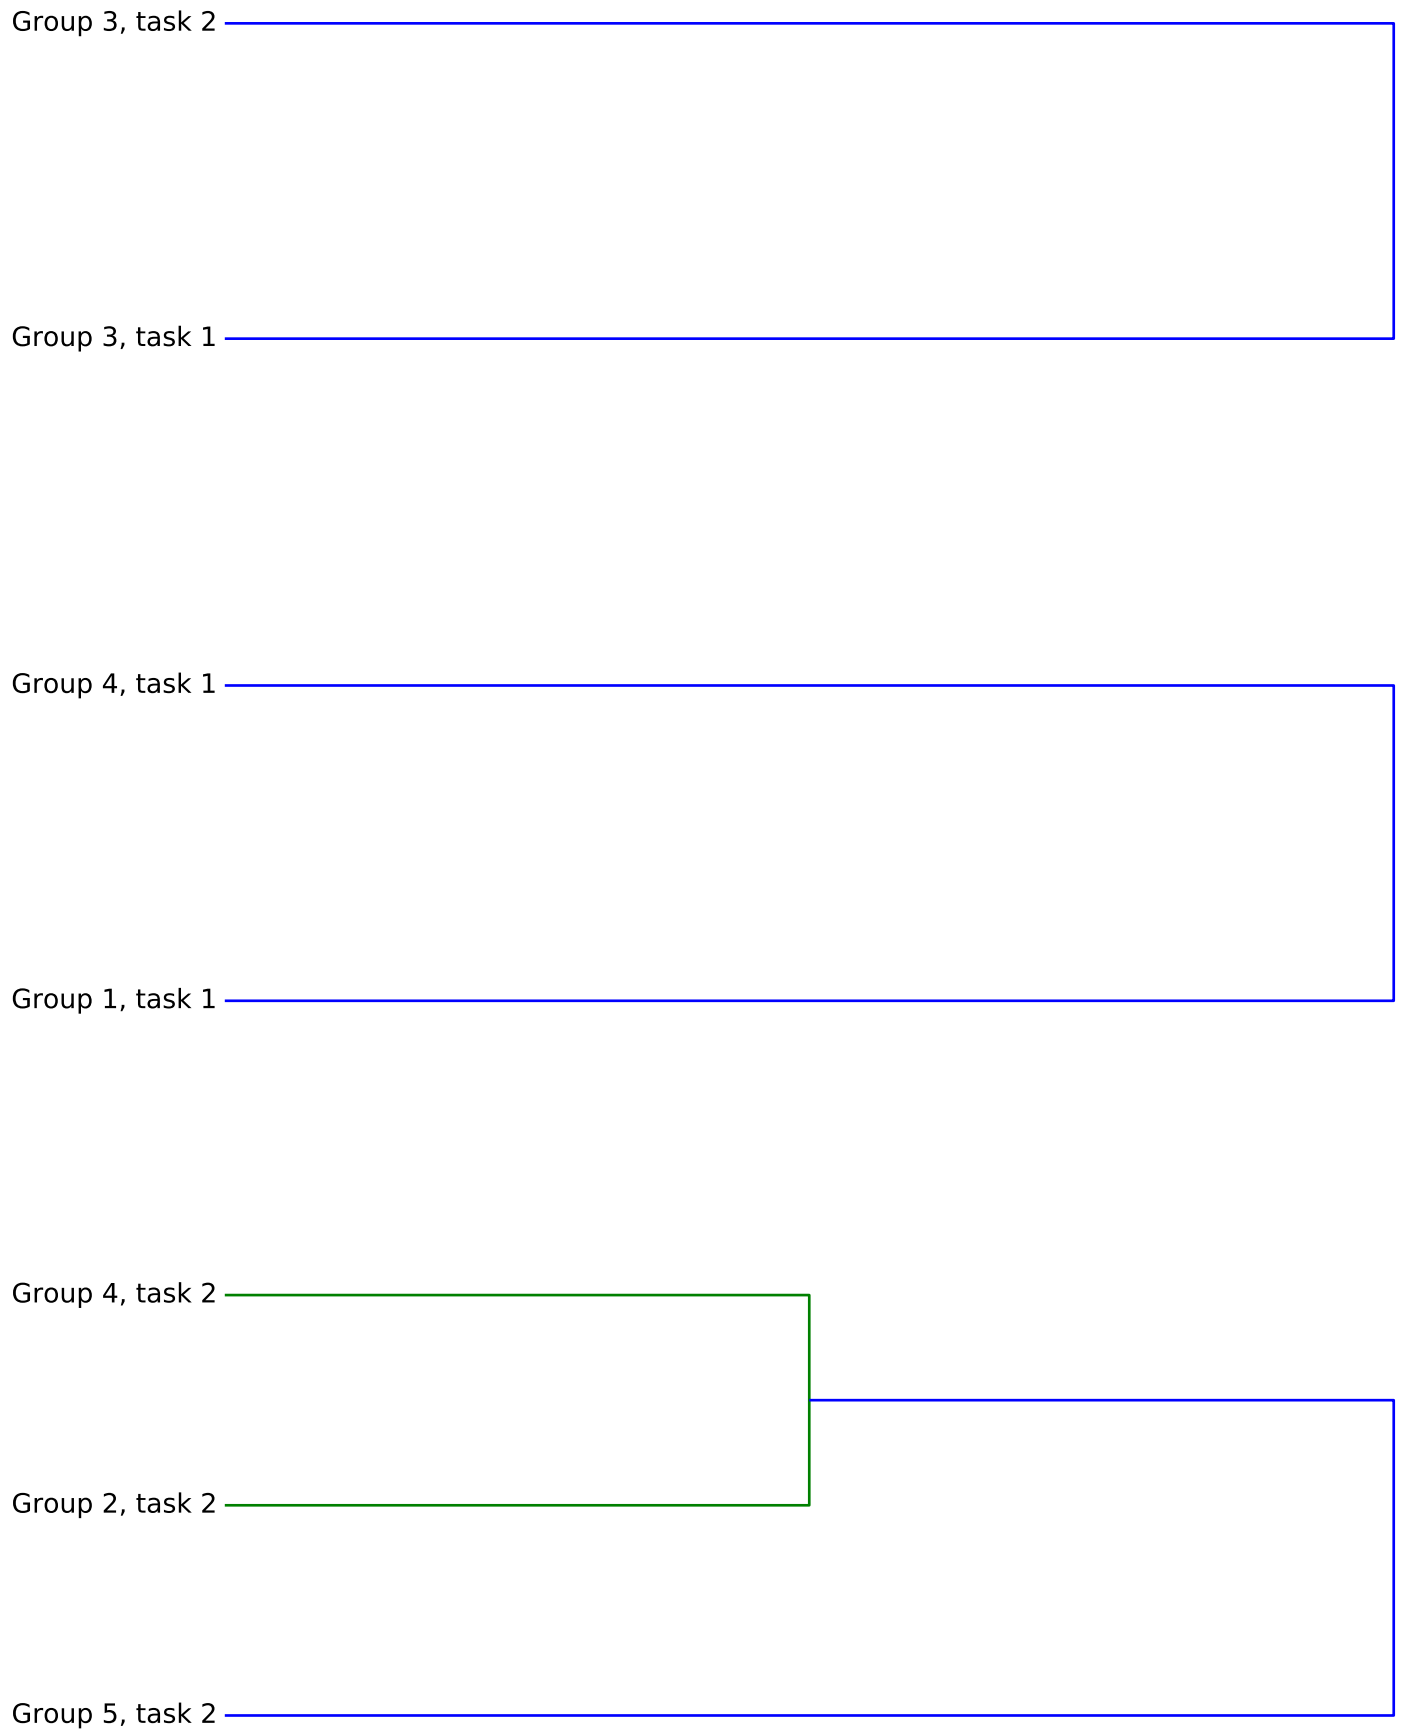 Group 3, task 2
Group 3, task 1
Group 4, task 1
Group 1, task 1
Group 4, task 2
Group 2, task 2
Group 5, task 2